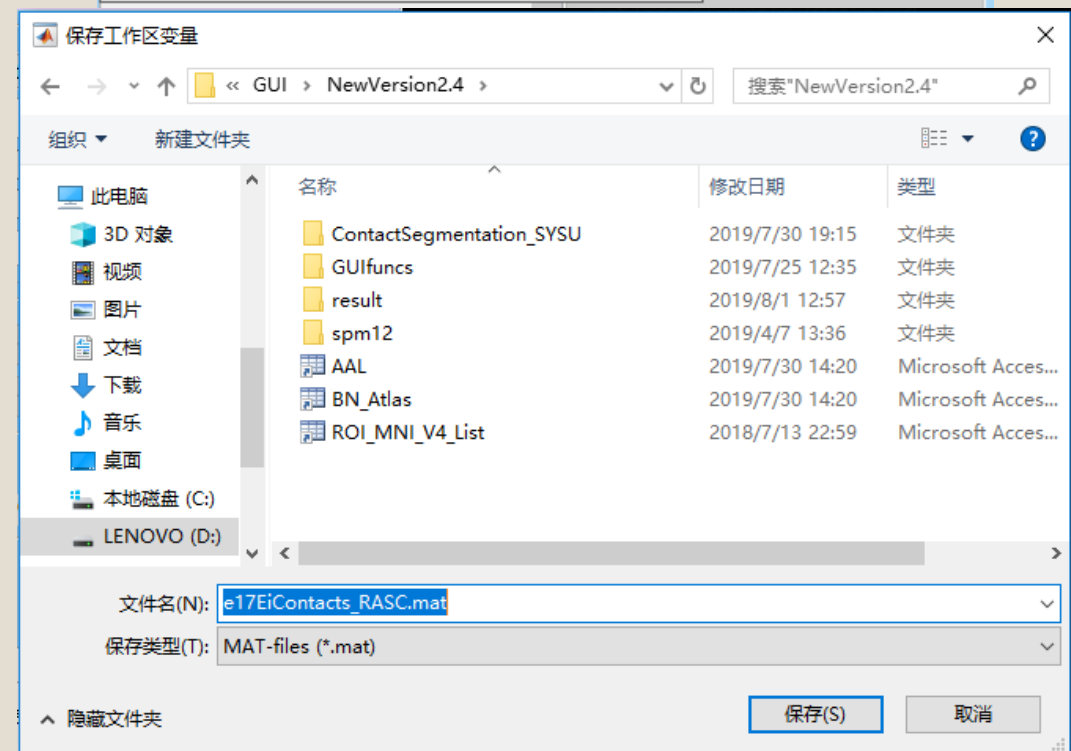 保存工作区变量
« GUI › NewVersion2.4 ›
搜索"NewVersion2.4"
组织 新建文件夹
名称 修改日期 类型
此电脑
3D 对象
视频
图片
文档
下载
音乐
桌面
本地磁盘 (C:)
LENOVO (D:)
ContactSegmentation_SYSU 2019/7/30 19:15 文件夹
GUIfuncs 2019/7/25 12:35 文件夹
result 2019/8/1 12:57 文件夹
spm12 2019/4/7 13:36 文件夹
AAL 2019/7/30 14:20 Microsoft Acces...
BN_Atlas 2019/7/30 14:20 Microsoft Acces...
ROI_MNI_V4_List 2018/7/13 22:59 Microsoft Acces...
文件名(N): e17EiContacts_RASC.mat
保存类型(T): MAT-files (*.mat)
隐藏文件夹 保存(S) 取消